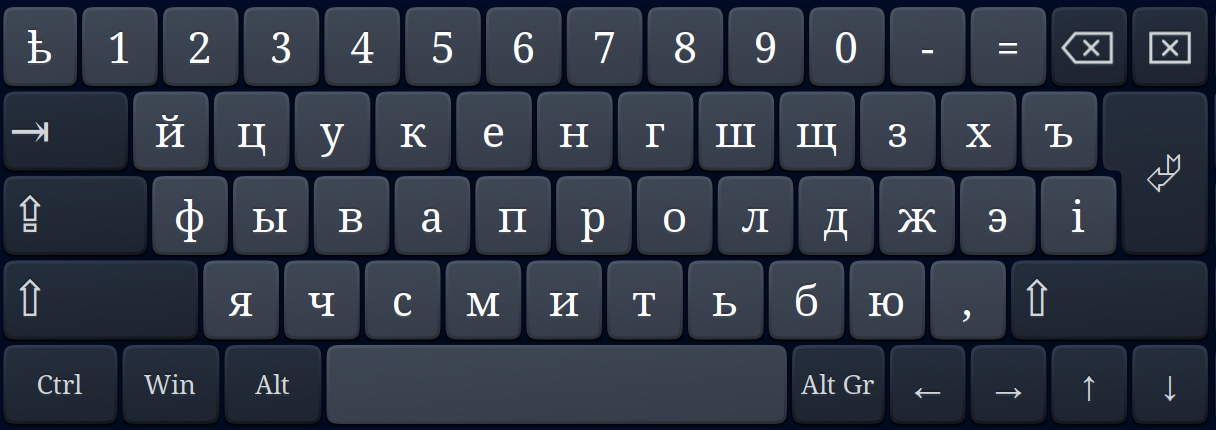 ѣ 1 2 3 4 5 6 7 8 9 0 - =
й ц у к е н г ш щ з х ъ
ф ы в а п р о л д ж э і
я ч с м и т ь б ю ,
Ctrl Win Alt Alt Gr ← → ↑ ↓